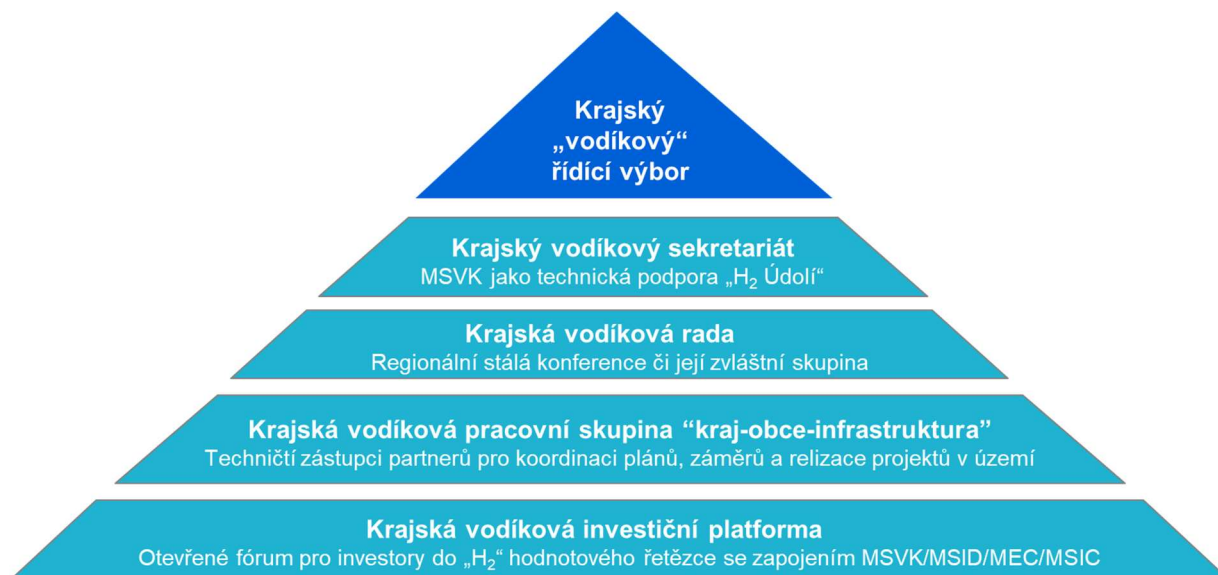 Krajský
„vodíkový“
řídící výbor
Krajský vodíkový sekretariát
MSVK jako technická podpora „H₂ Údolí“
Krajská vodíková rada
Regionální stálá konference či její zvláštní skupina
Krajská vodíková pracovní skupina “kraj-obce-infrastruktura”
Techničtí zástupci partnerů pro koordinaci plánů, záměrů a relizace projektů v území
Krajská vodíková investiční platforma
Otevřené fórum pro investory do „H₂“ hodnotového řetězce se zapojením MSVK/MSID/MEC/MSIC